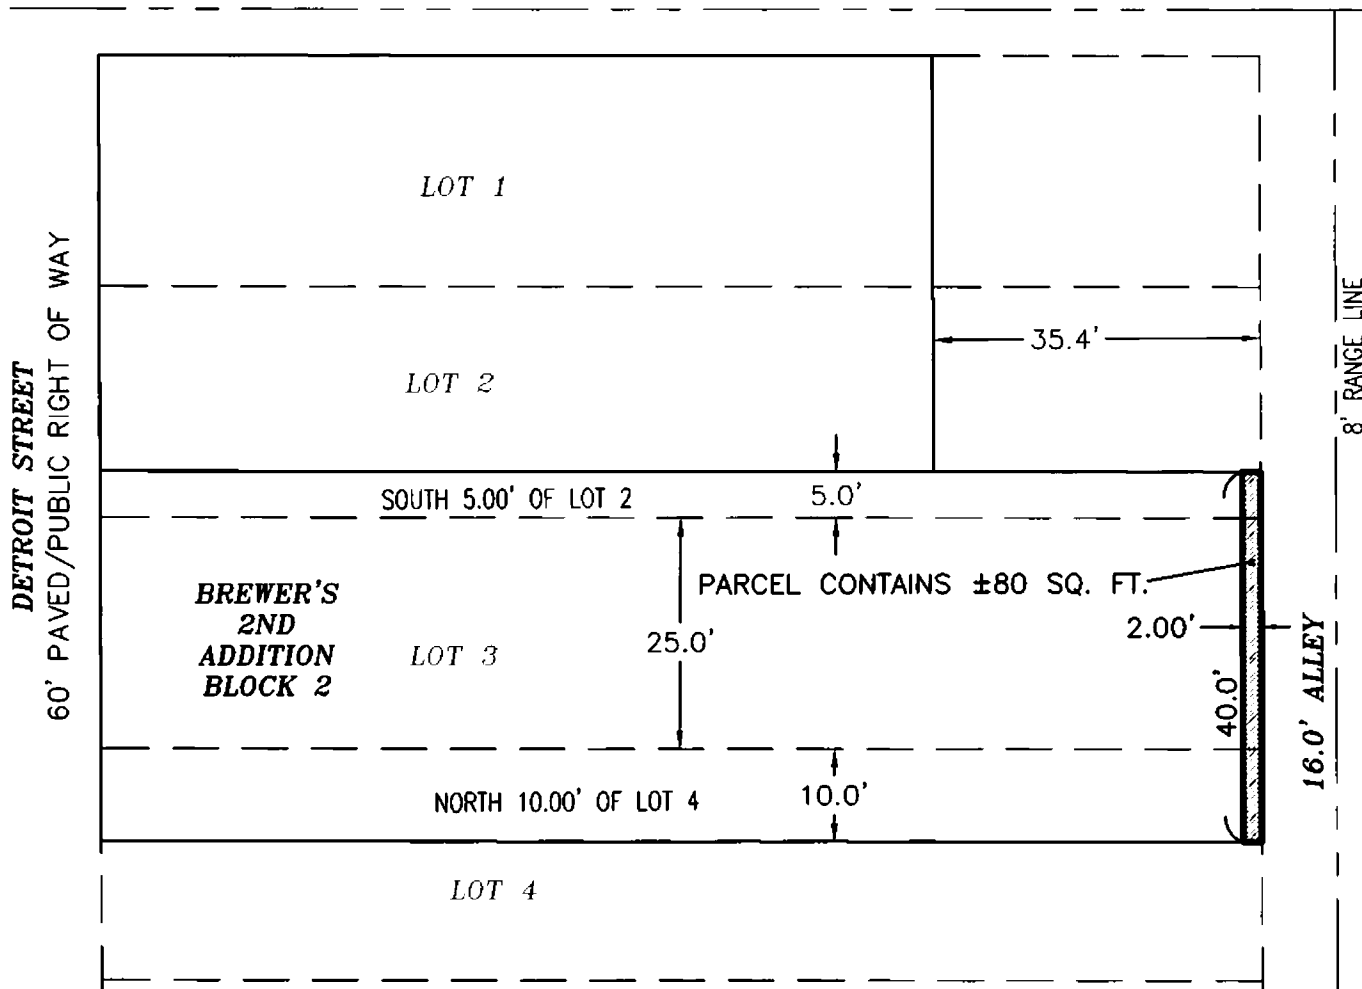 LOT 1
DETROIT STREET
60' PAVED/PUBLIC RIGHT OF WAY
8' RANGE LINE
35.4'
LOT 2
SOUTH 5.00' OF LOT 2
5.0'
PARCEL CONTAINS ±80 SQ. FT.
BREWER'S
2ND
ADDITION
BLOCK 2
LOT 3
25.0'
2.00'
40.0'
16.0' ALLEY
NORTH 10.00' OF LOT 4
10.0'
LOT 4